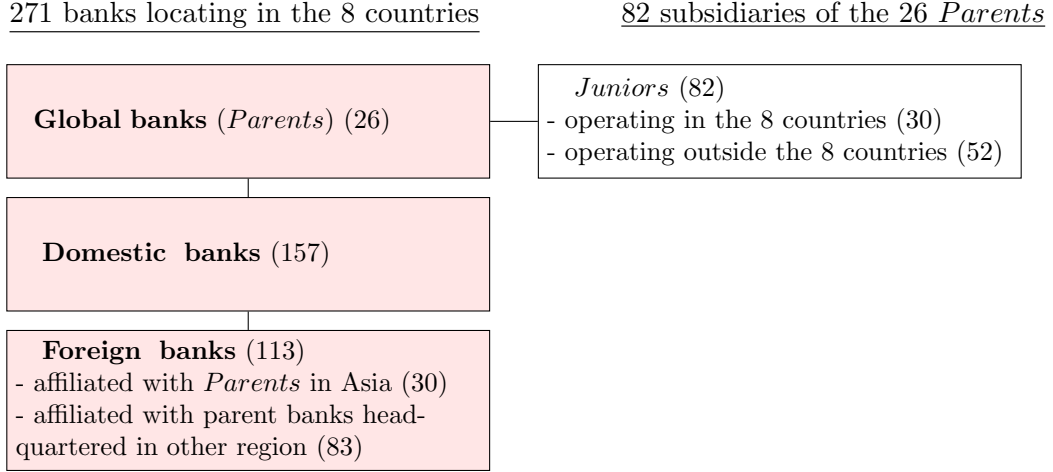 271 banks locating in the 8 countries
82 subsidiaries of the 26 Parents
Global banks (Parents) (26)
Juniors (82)
- operating in the 8 countries (30)
- operating outside the 8 countries (52)
Domestic banks (157)
Foreign banks (113)
- affiliated with Parents in Asia (30)
- affiliated with parent banks head-
quartered in other region (83)